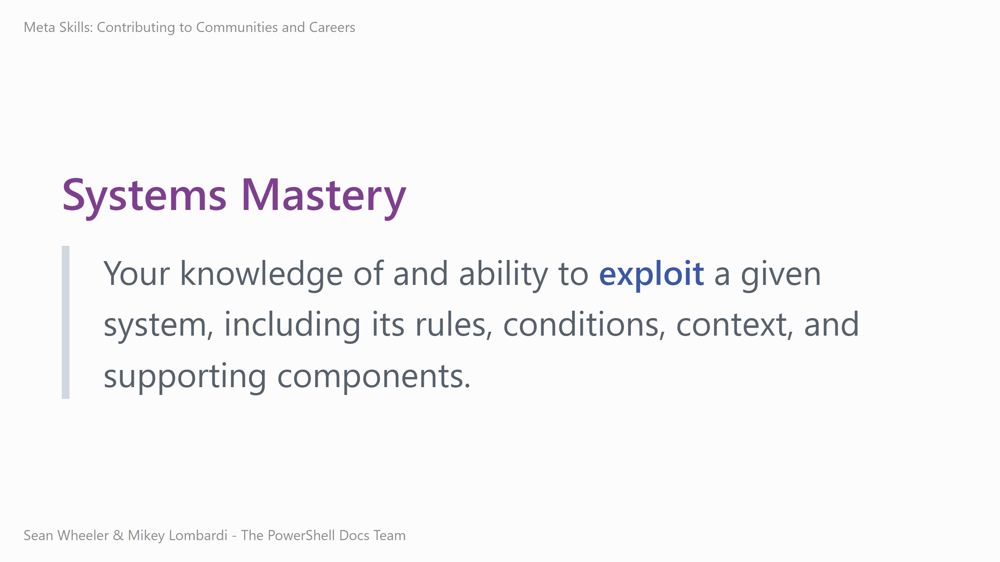 Meta Skills: Contributing to Communities and Careers
Systems Mastery
Your knowledge of and ability to exploit a given
system, including its rules, conditions, context, and
supporting components.
Sean Wheeler & Mikey Lombardi - The PowerShell Docs Team